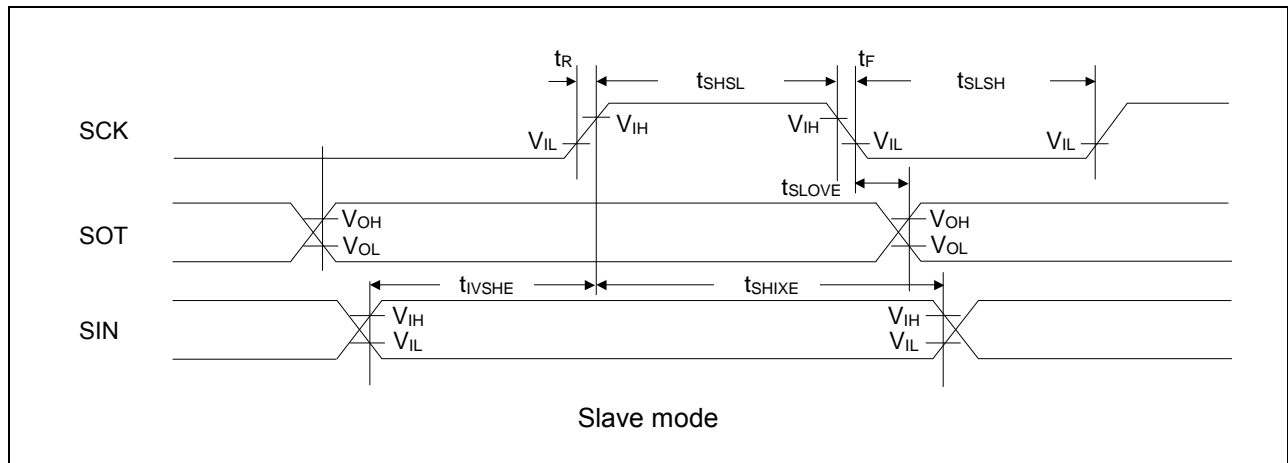 tR tSHSL tF tSLSH
SCK VIL VIH VIH VIL VIL
tSLOVE
SOT VOH VOL VOH VOL
tIVSHE tSHIXE
SIN VIH VIL VIH VIL
Slave mode